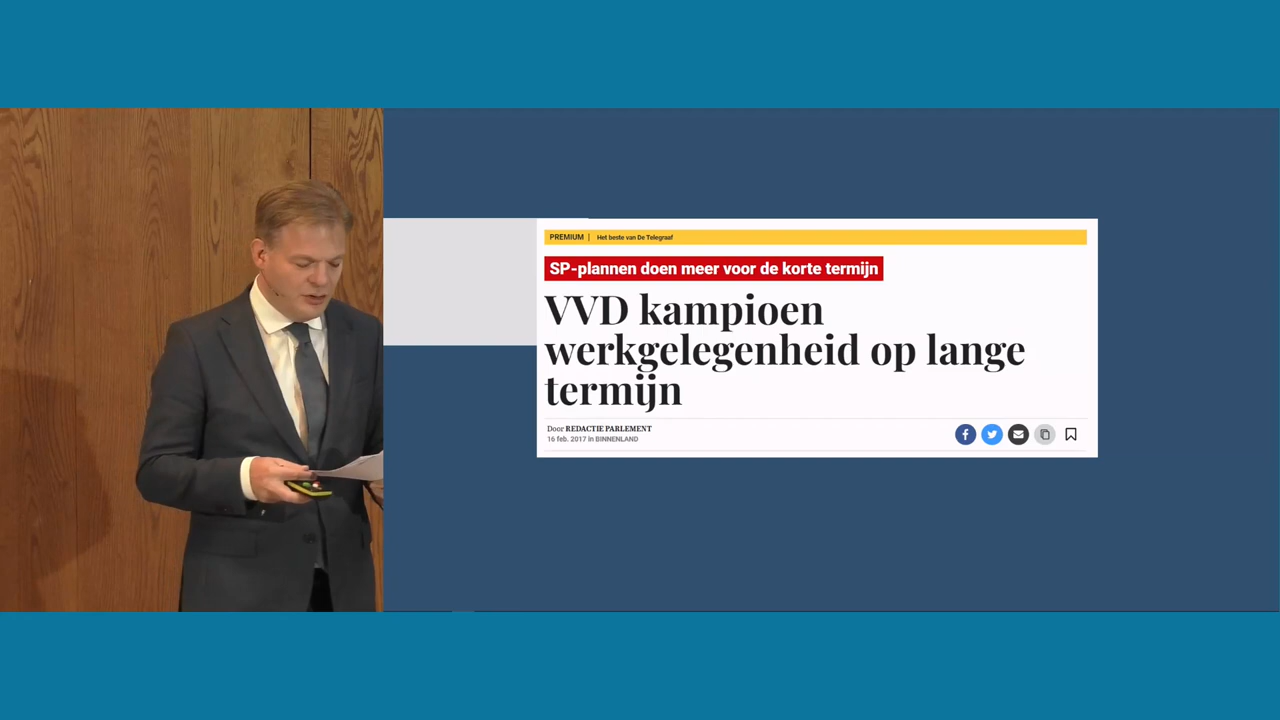 PREMIUM | Het beste van De Telegraaf
SP-plannen doen meer voor de korte termijn
VVD kampioen
werkgelegenheid op lange
termijn
Door REDACTIE PARLEMENT
16 feb. 2017 in BINNENLAND